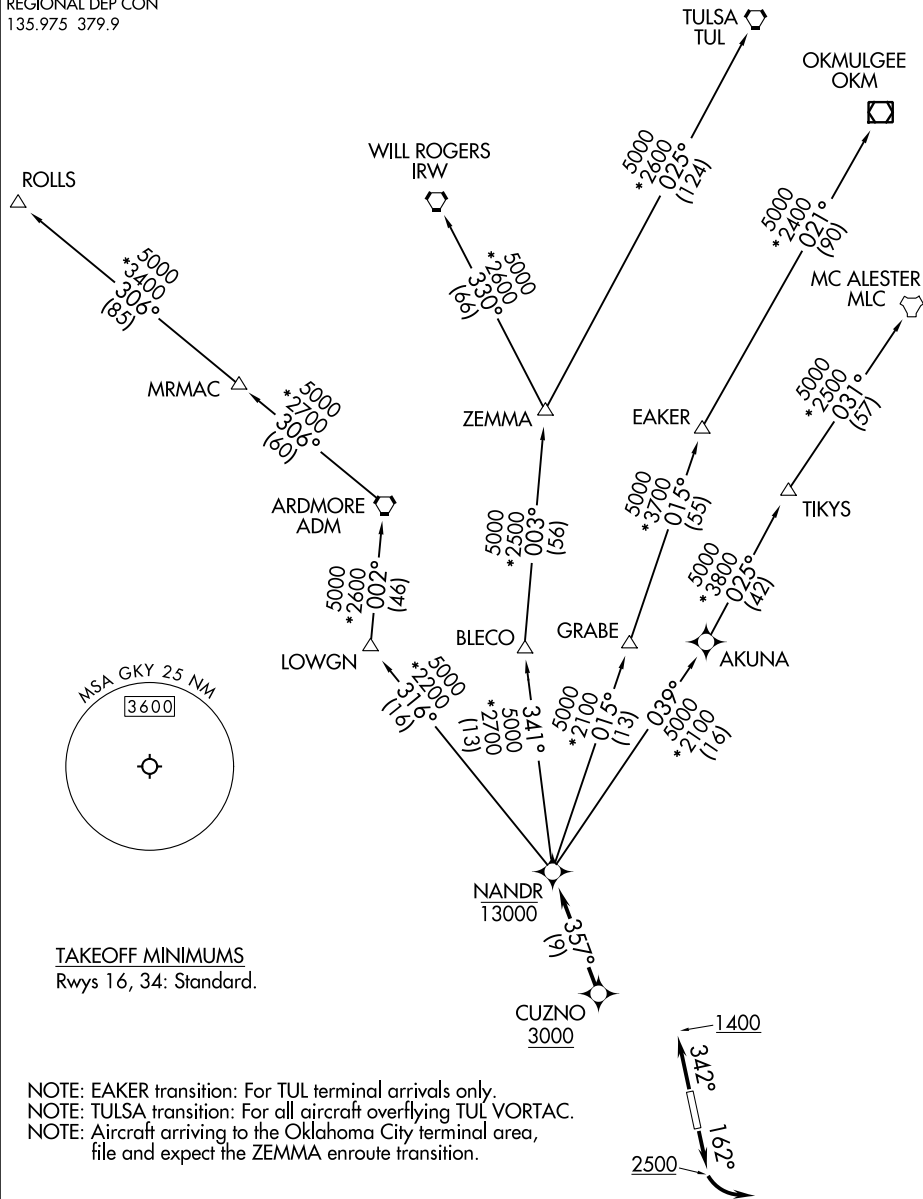 REGIONAL DEP CON
135.975 379.9
TULSA
TUL
OKMULGEE
OKM
WILL ROGERS
IRW
ROLLS
5000
*2600
025°
(124)
5000
*2400
021°
(90)
5000
*3400
306°
(85)
5000
*2600
330°
(66)
MC ALESTER
MLC
MRMAC
5000
*2700
306°
(60)
ZEMMA
EAKER
5000
*2500
031°
(57)
ARDMORE
ADM
5000
*2500
003°
(56)
5000
*3700
015°
(55)
TIKYS
5000
*2600
002°
(46)
5000
*3800
025°
(42)
LOWGN
BLECO
GRABE
AKUNA
MSA GKY 25 NM
3600
5000
*2200
316°
(16)
341°
5000
*2700
(13)
5000
*2100
015°
(13)
039°
5000
*2100
(16)
NANDR
13000
357°
(9)
TAKEOFF MINIMUMS
Rwys 16, 34: Standard.
CUZNO
3000
1400
342°
162°
2500
NOTE: EAKER transition: For TUL terminal arrivals only.
NOTE: TULSA transition: For all aircraft overflying TUL VORTAC.
NOTE: Aircraft arriving to the Oklahoma City terminal area,
file and expect the ZEMMA enroute transition.